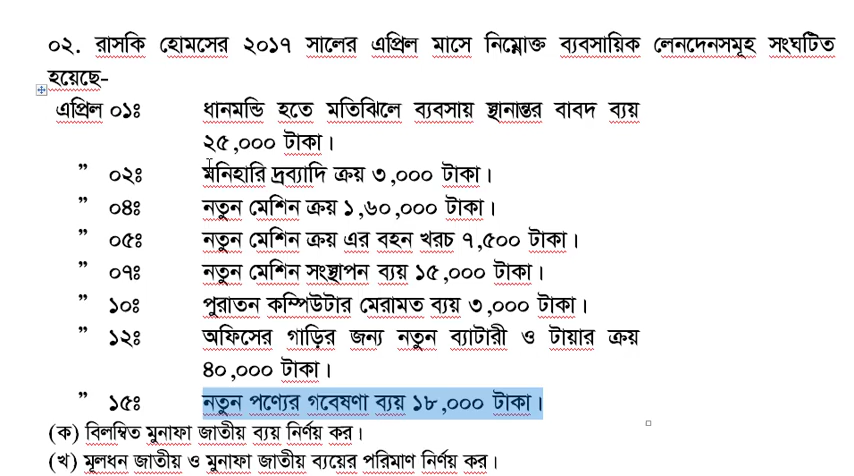 ০২. রাসকি হোমসের ২০১৭ সালের এপ্রিল মাসে নিম্নোক্ত ব্যবসায়িক লেনদেনসমূহ সংঘটিত
হয়েছে-
এপ্রিল ০১ঃ ধানমন্ডি হতে মতিঝিলে ব্যবসায় স্থানান্তর বাবদ ব্যয়
২৫,০০০ টাকা।
” ০২ঃ মনিহারি দ্রব্যাদি ক্রয় ৩,০০০ টাকা।
” ০৪ঃ নতুন মেশিন ক্রয় ১,৬০,০০০ টাকা।
” ০৫ঃ নতুন মেশিন ক্রয় এর বহন খরচ ৭,৫০০ টাকা।
” ০৭ঃ নতুন মেশিন সংস্থাপন ব্যয় ১৫,০০০ টাকা।
” ১০ঃ পুরাতন কম্পিউটার মেরামত ব্যয় ৩,০০০ টাকা।
” ১২ঃ অফিসের গাড়ির জন্য নতুন ব্যাটারী ও টায়ার ক্রয়
৪০,০০০ টাকা।
” ১৫ঃ নতুন পণ্যের গবেষণা ব্যয় ১৮,০০০ টাকা।
(ক) বিলম্বিত মুনাফা জাতীয় ব্যয় নির্ণয় কর।
(খ) মূলধন জাতীয় ও মুনাফা জাতীয় ব্যয়ের পরিমাণ নির্ণয় কর।